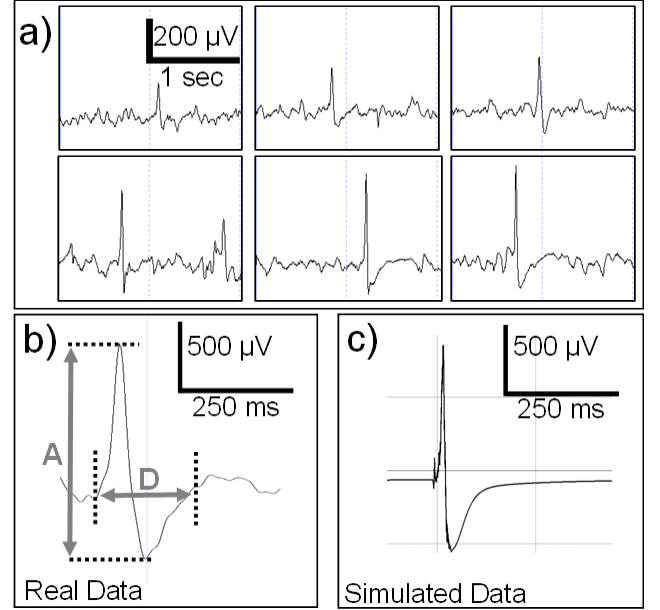 a)
200 µV
1 sec
b)
500 µV
250 ms
A
D
Real Data
c)
500 µV
250 ms
Simulated Data